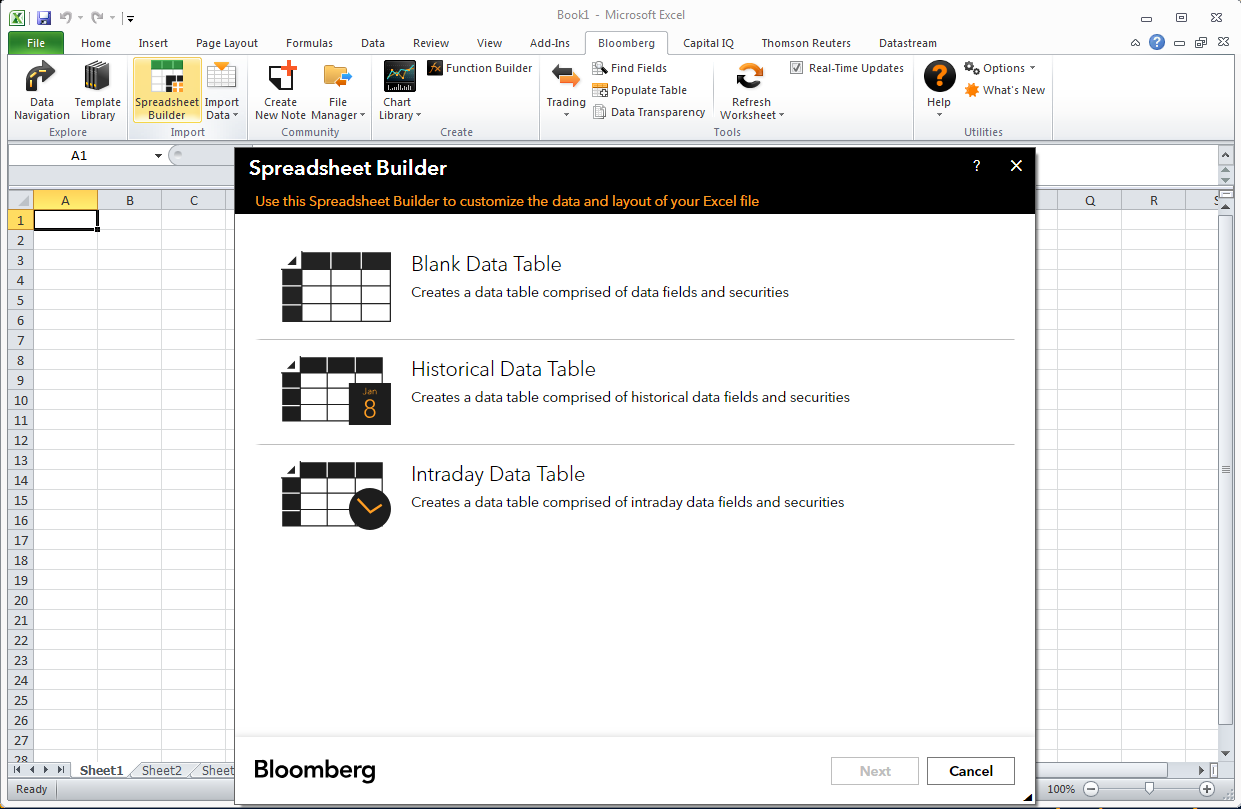 Book1 - Microsoft Excel
File Home Insert Page Layout Formulas Data Review View Add-Ins Bloomberg Capital IQ Thomson Reuters Datastream
Data Navigation
Template Library
Explore
Spreadsheet Builder
Import Data
Import
Create New Note
File Manager
Community
Chart Library
Function Builder
Create
Trading
Find Fields
Populate Table
Data Transparency
Refresh Worksheet
Real-Time Updates
Tools
Help
Options
What's New
Utilities
A1
Spreadsheet Builder ?
Use this Spreadsheet Builder to customize the data and layout of your Excel file
A B C Q R S
1
2
3
4
5
6
7
8
9
10
11
12
13
14
15
16
17
18
19
20
21
22
23
24
25
26
27
28
Blank Data Table
Creates a data table comprised of data fields and securities
Historical Data Table
Creates a data table comprised of historical data fields and securities
Jan
8
Intraday Data Table
Creates a data table comprised of intraday data fields and securities
Bloomberg
Next Cancel
Sheet1 Sheet2 Sheet
Ready 100%